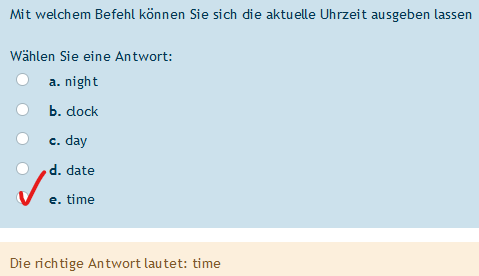 Mit welchem Befehl können Sie sich die aktuelle Uhrzeit ausgeben lassen
Wählen Sie eine Antwort:
a. night
b. clock
c. day
d. date
e. time
Die richtige Antwort lautet: time